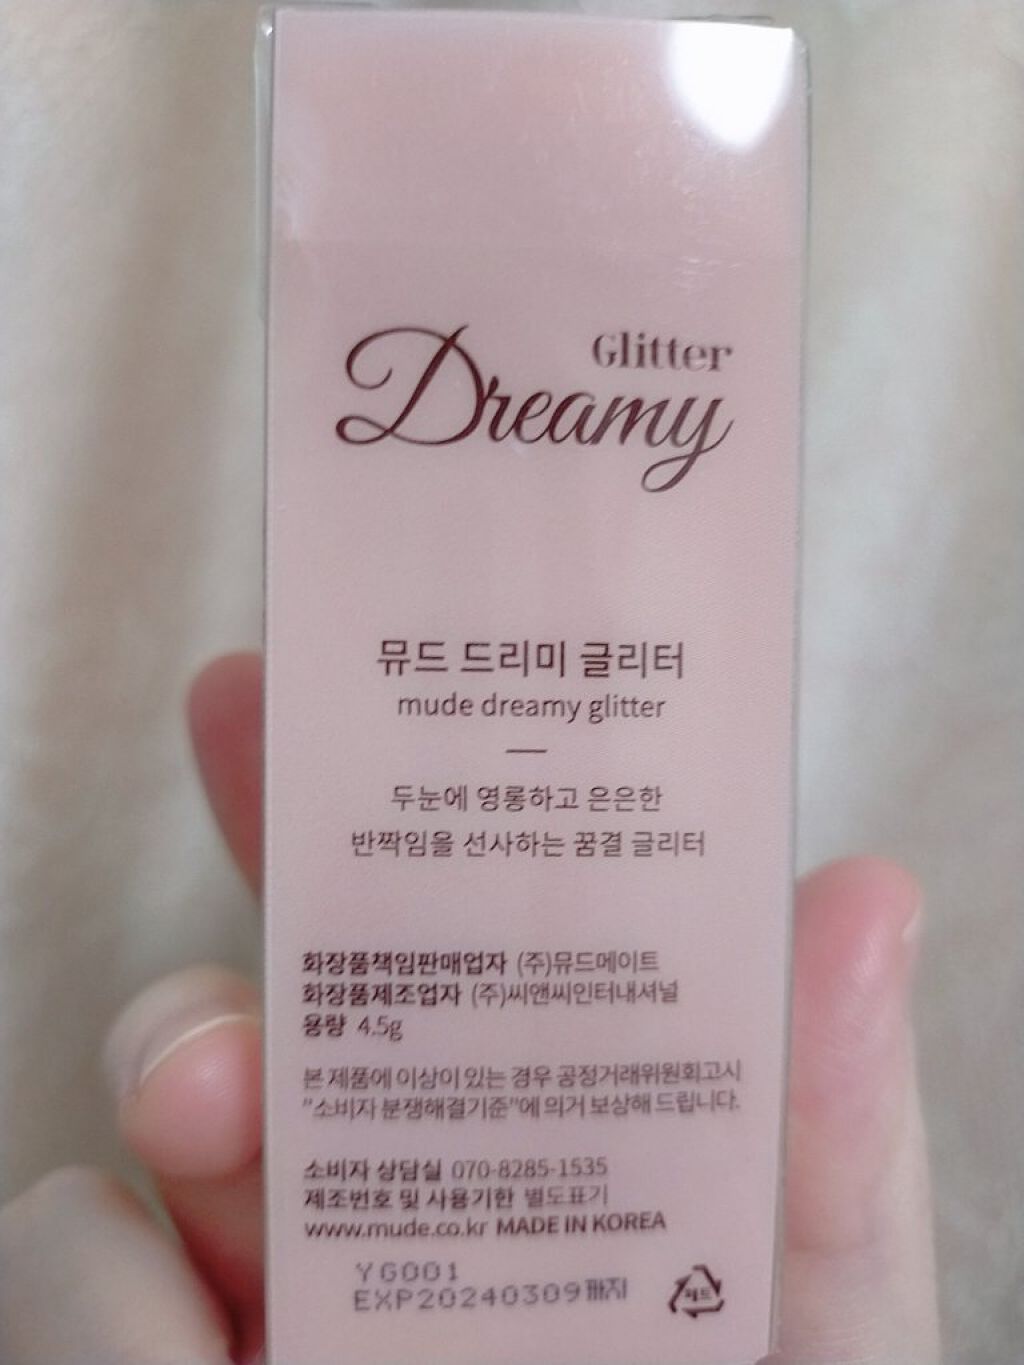 Glitter
Dreamy
뮤드 드리미 글리터
mude dreamy glitter
두눈에 영롱하고 은은한
반짝임을 선사하는 꿈결 글리터
화장품책임판매업자 (주)뮤드메이트
화장품제조업자 (주)씨앤씨인터내셔널
용량 4.5g
본 제품에 이상이 있는 경우 공정거래위원회고시
"소비자 분쟁해결기준"에 의거 보상해 드립니다.
소비자 상담실 070-8285-1535
제조번호 및 사용기한 별도표기
www.mude.co.kr MADE IN KOREA
YG001
EXP20240309까지
페트